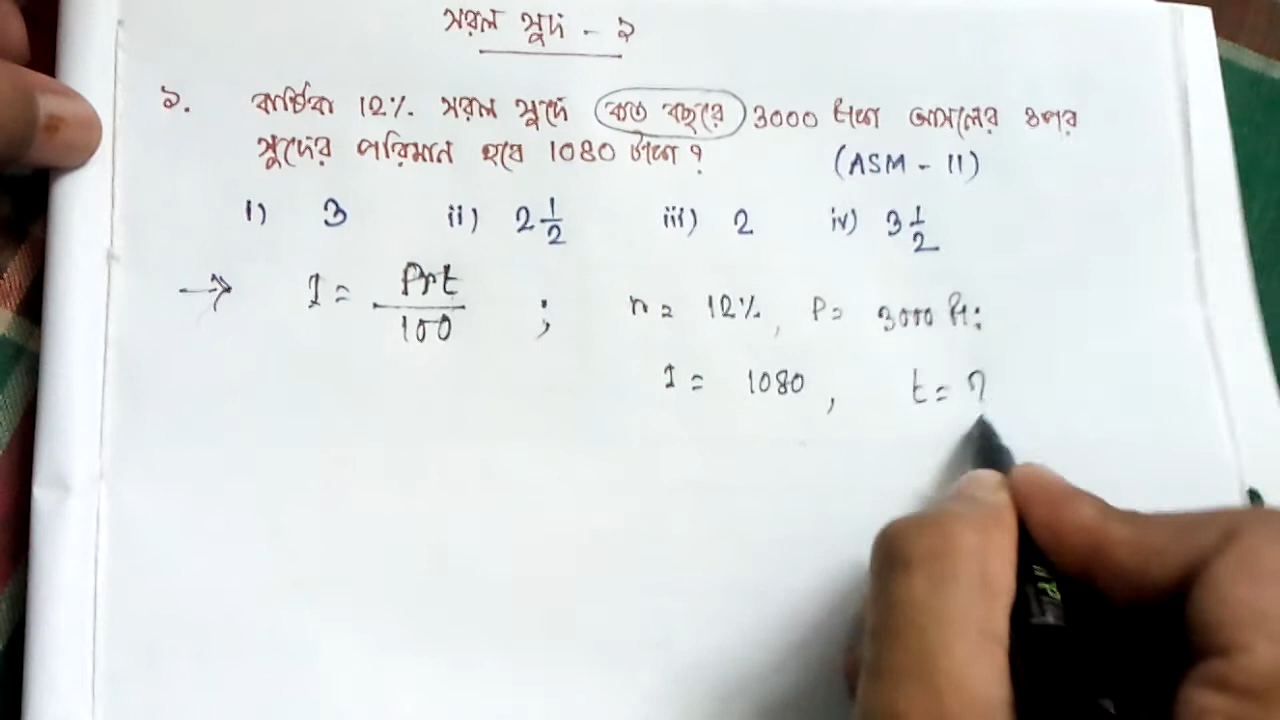 সরল সুদ - ২
১. বার্ষিক 12% সরল সুদে কত বছরে 3000 টাকা আসলের ওপর
সুদের পরিমান হবে 1080 টাকা ?
(ASM - 11)
i) 3 ii) 2 1/2 iii) 2 iv) 3 1/2
→ I = Prt/100 ; r = 12%, P = 3000 Rs:
I = 1080, t = ?